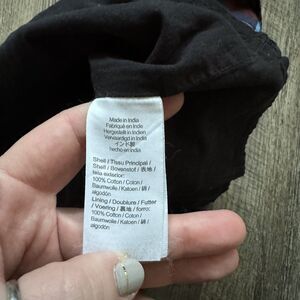 Made in India
Fabriqué en Inde
Hergestellt in Indien
Vervaardigd in India
インド製
hecho en India
Shell / Tissu Principal /
Shell / Bovenstof / 表地 /
tela exterior:
100% Cotton / Coton /
Baumwolle / Katoen / 綿 /
algodón
Lining / Doublure / Futter
/ Voering / 裏地 / forro:
100% Cotton / Coton /
Baumwolle / Katoen / 綿 /
algodón